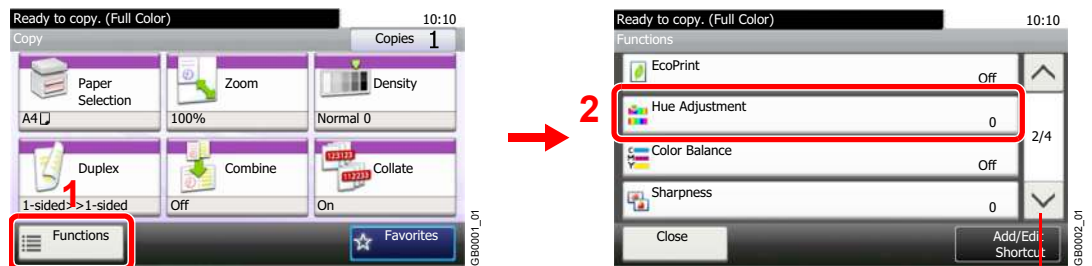 Ready to copy. (Full Color)
10:10
Copy
Copies 1
Paper
Selection
A4
Zoom
100%
Density
Normal 0
Duplex
1-sided>>1-sided
Combine
Off
Collate
On
1
Functions
Favorites
GB0001_01
Ready to copy. (Full Color)
10:10
Functions
EcoPrint
Off
2
Hue Adjustment
0
2/4
Color Balance
Off
Sharpness
0
Close
Add/Edit
Shortcut
GB0002_01
123123
112233
C
M
Y